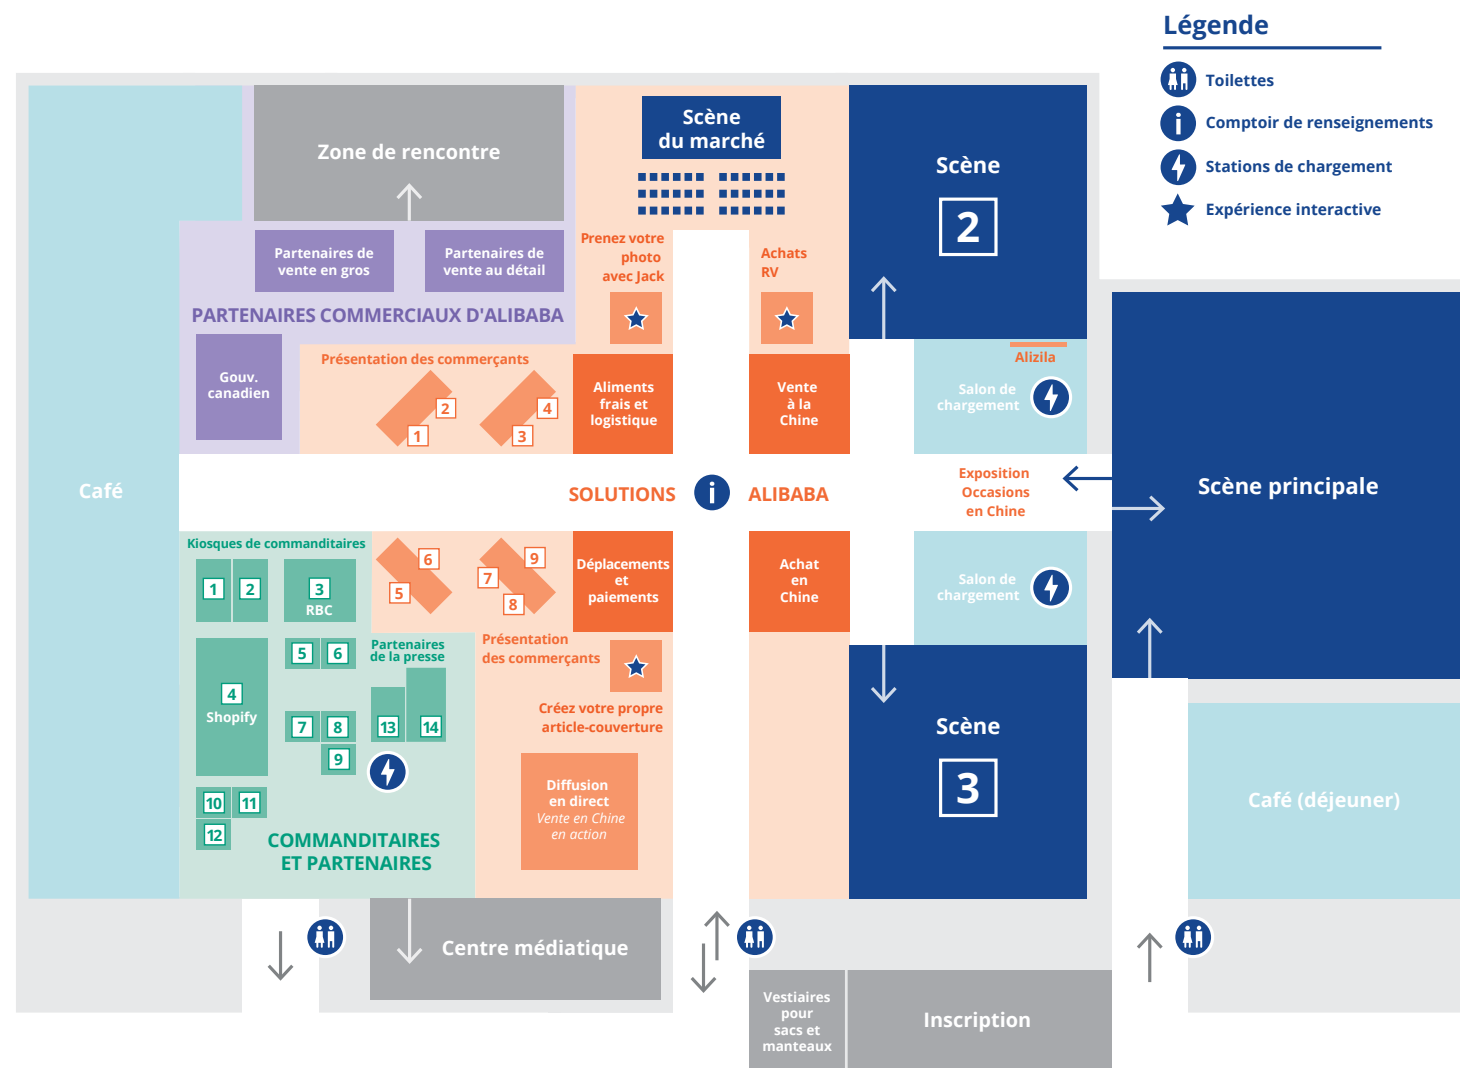 Légende
Toilettes
Comptoir de renseignements
Stations de chargement
Expérience interactive
Scène
du marché
Zone de rencontre
Scène
2
Partenaires de
vente en gros
Partenaires de
vente au détail
Prenez votre
photo
avec Jack
Achats
RV
PARTENAIRES COMMERCIAUX D'ALIBABA
Gouv.
canadien
Présentation des commerçants
1
2
3
4
Aliments
frais et
logistique
Vente
à la
Chine
Alizila
Salon de
chargement
Café
SOLUTIONS
i
ALIBABA
Exposition
Occasions
en Chine
Scène principale
Kiosques de commanditaires
1
2
3
RBC
5
6
7
8
9
Déplacements
et
paiements
Achat
en
Chine
Salon de
chargement
4
Shopify
5
6
Partenaires
de la presse
Présentation
des commerçants
7
8
9
13
14
Créez votre propre
article-couverture
10
11
12
Diffusion
en direct
Vente en Chine
en action
Scène
3
Café (déjeuner)
COMMANDITAIRES
ET PARTENAIRES
Centre médiatique
Vestiaires
pour
sacs et
manteaux
Inscription